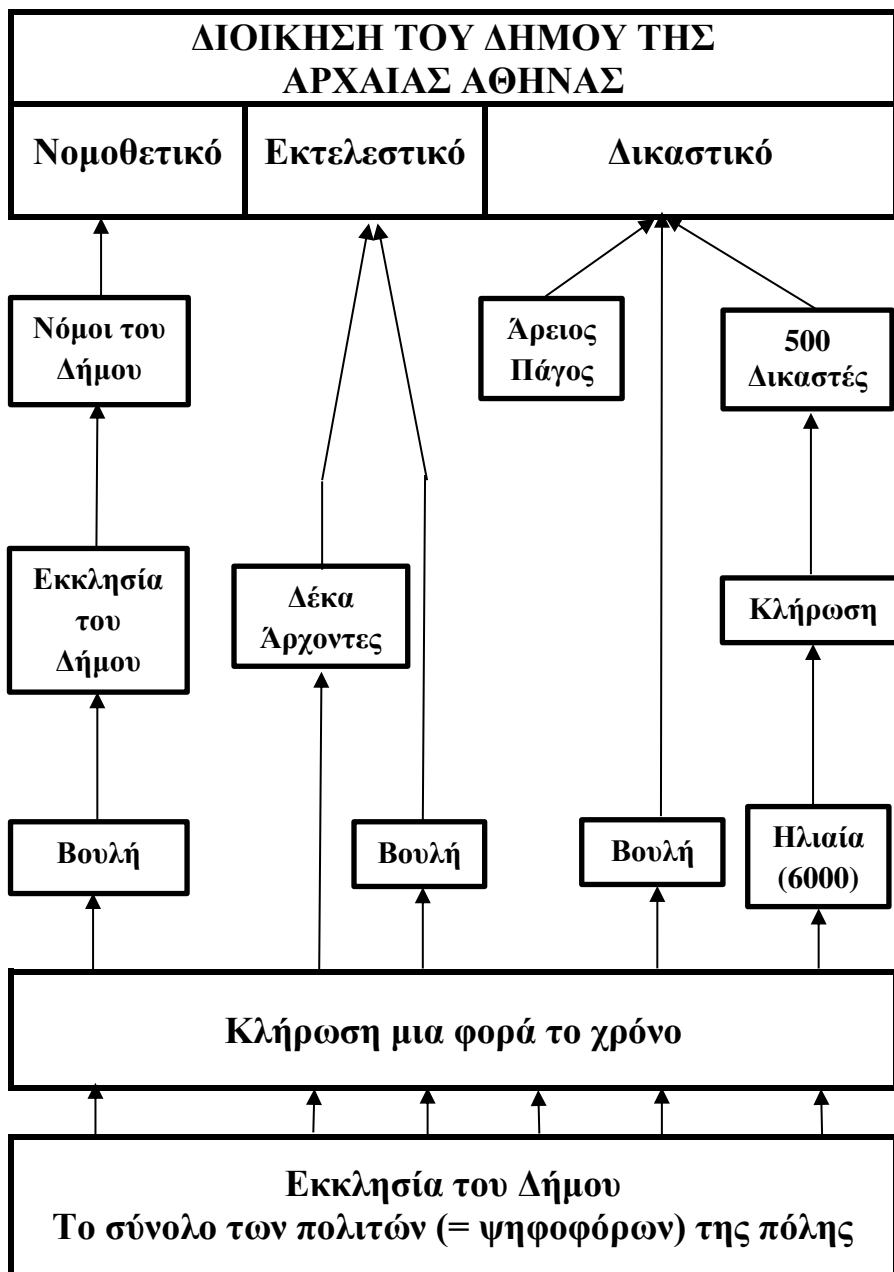 ΔΙΟΙΚΗΣΗ ΤΟΥ ΔΗΜΟΥ ΤΗΣ
ΑΡΧΑΙΑΣ ΑΘΗΝΑΣ
Νομοθετικό
Εκτελεστικό
Δικαστικό
Νόμοι του
Δήμου
Άρειος
Πάγος
500
Δικαστές
Εκκλησία
του
Δήμου
Δέκα
Άρχοντες
Κλήρωση
Βουλή
Βουλή
Βουλή
Ηλιαία
(6000)
Κλήρωση μια φορά το χρόνο
Εκκλησία του Δήμου
Το σύνολο των πολιτών (= ψηφοφόρων) της πόλης